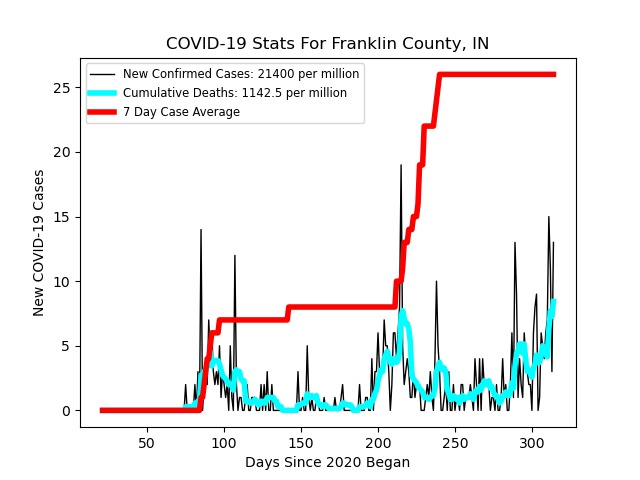 COVID-19 Stats For Franklin County, IN
New Confirmed Cases: 21400 per million
Cumulative Deaths: 1142.5 per million
7 Day Case Average
New COVID-19 Cases
25
20
15
10
5
0
50 100 150 200 250 300
Days Since 2020 Began